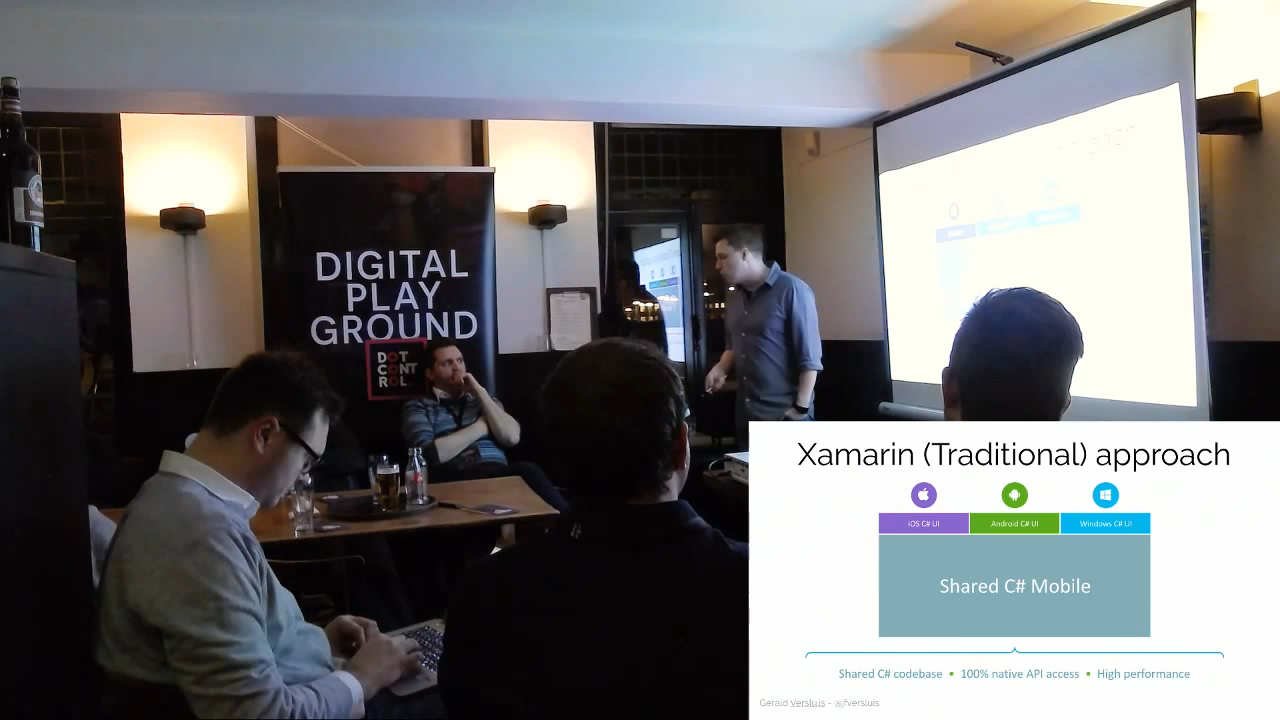 DIGITAL
PLAY
GROUND
DOT
CONT
ROL
Xamarin (Traditional) approach
iOS C# UI
Android C# UI
Windows C# UI
Shared C# Mobile
Shared C# codebase • 100% native API access • High performance
Gerald Versluis - @jfversluis